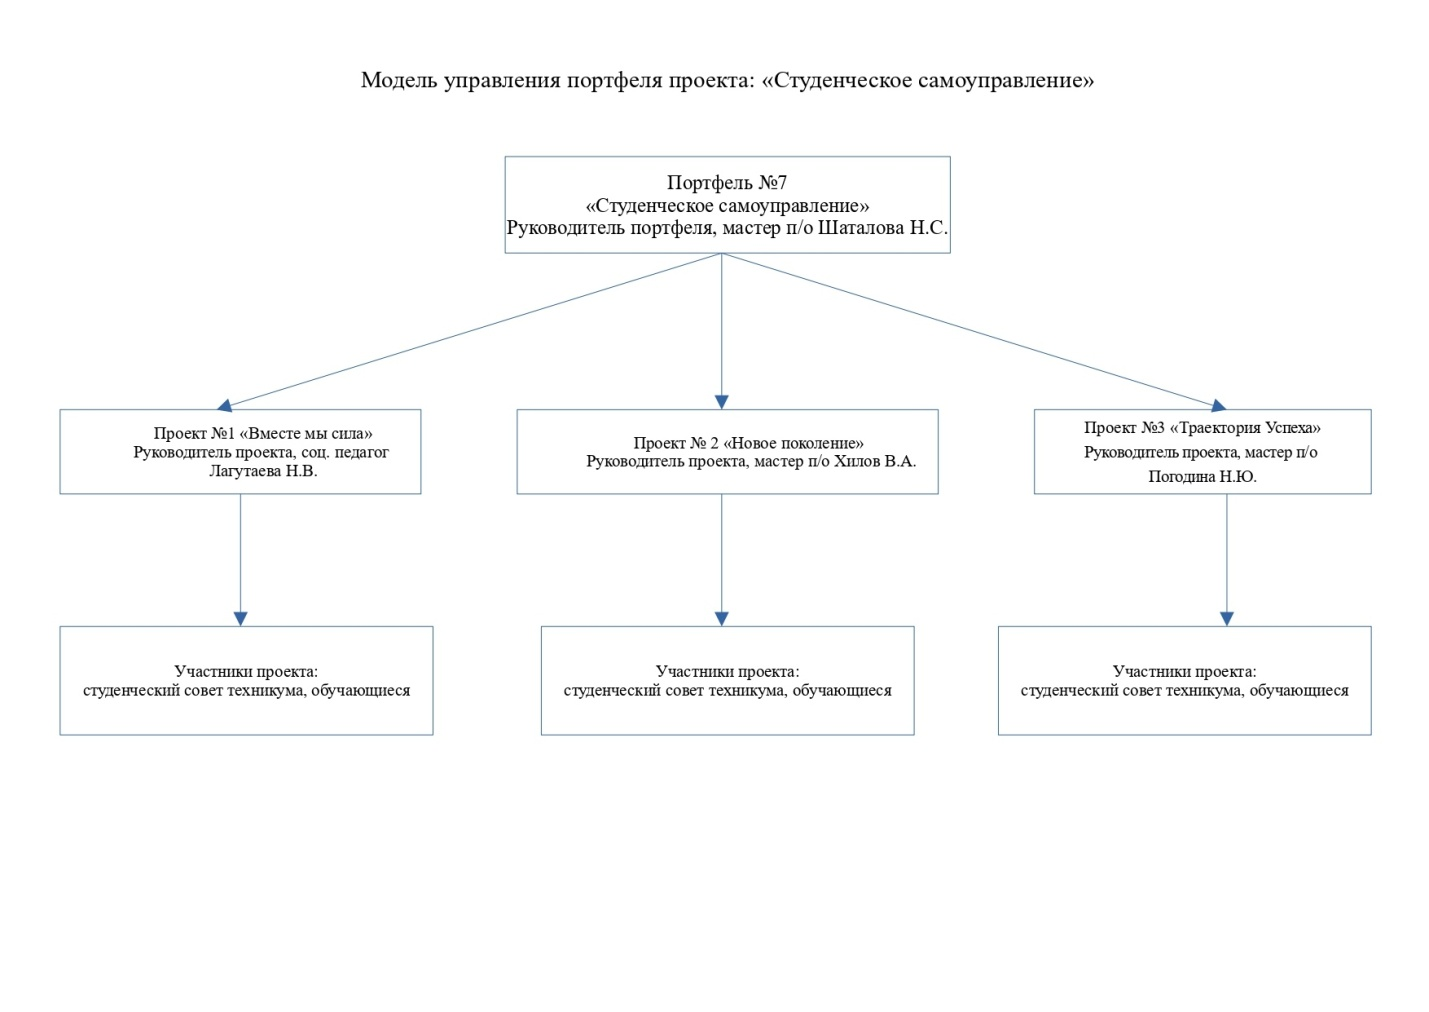 Модель управления портфеля проекта: «Студенческое самоуправление»
Портфель №7
«Студенческое самоуправление»
Руководитель портфеля, мастер п/о Шаталова Н.С.
Проект №1 «Вместе мы сила»
Руководитель проекта, соц. педагог
Лагутаева Н.В.
Проект № 2 «Новое поколение»
Руководитель проекта, мастер п/о Хилов В.А.
Проект №3 «Траектория Успеха»
Руководитель проекта, мастер п/о
Погодина Н.Ю.
Участники проекта:
студенческий совет техникума, обучающиеся
Участники проекта:
студенческий совет техникума, обучающиеся
Участники проекта:
студенческий совет техникума, обучающиеся